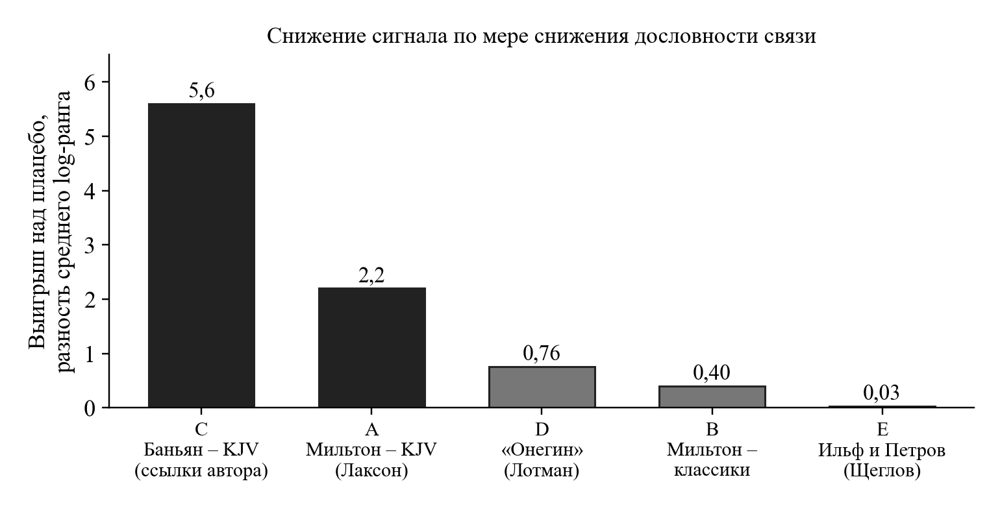 Снижение сигнала по мере снижения дословности связи
Выигрыш над плацебо,
разность среднего log-ранга
6
5
4
3
2
1
0
5,6
2,2
0,76
0,40
0,03
C
Баньян – KJV
(ссылки автора)
A
Мильтон – KJV
(Лаксон)
D
«Онегин»
(Лотман)
B
Мильтон –
классики
E
Ильф и Петров
(Щеглов)